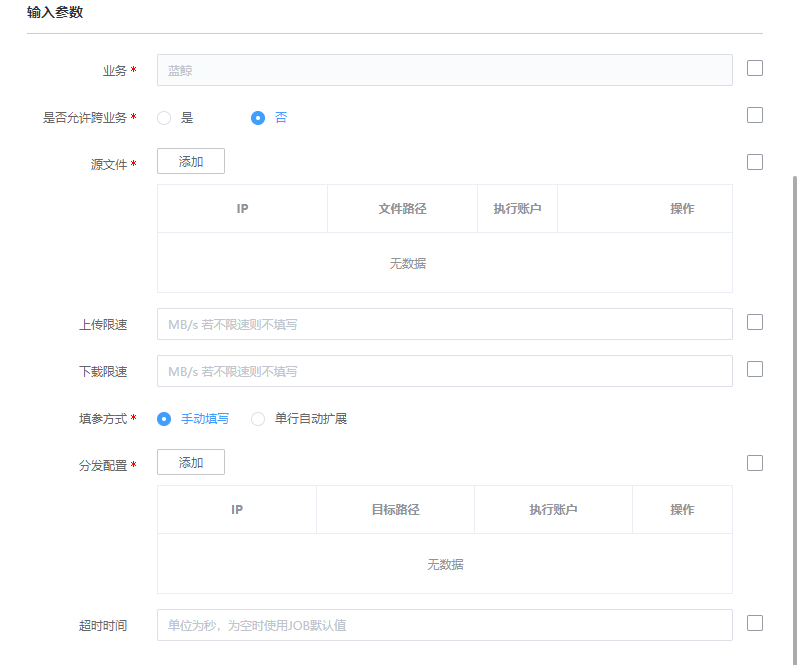 输入参数
业务 * 蓝鲸
是否允许跨业务 * 是 否
源文件 * 添加
IP 文件路径 执行账户 操作
无数据
上传限速 MB/s 若不限速则不填写
下载限速 MB/s 若不限速则不填写
填参方式 * 手动填写 单行自动扩展
分发配置 * 添加
IP 目标路径 执行账户 操作
无数据
超时时间 单位为秒，为空时使用JOB默认值